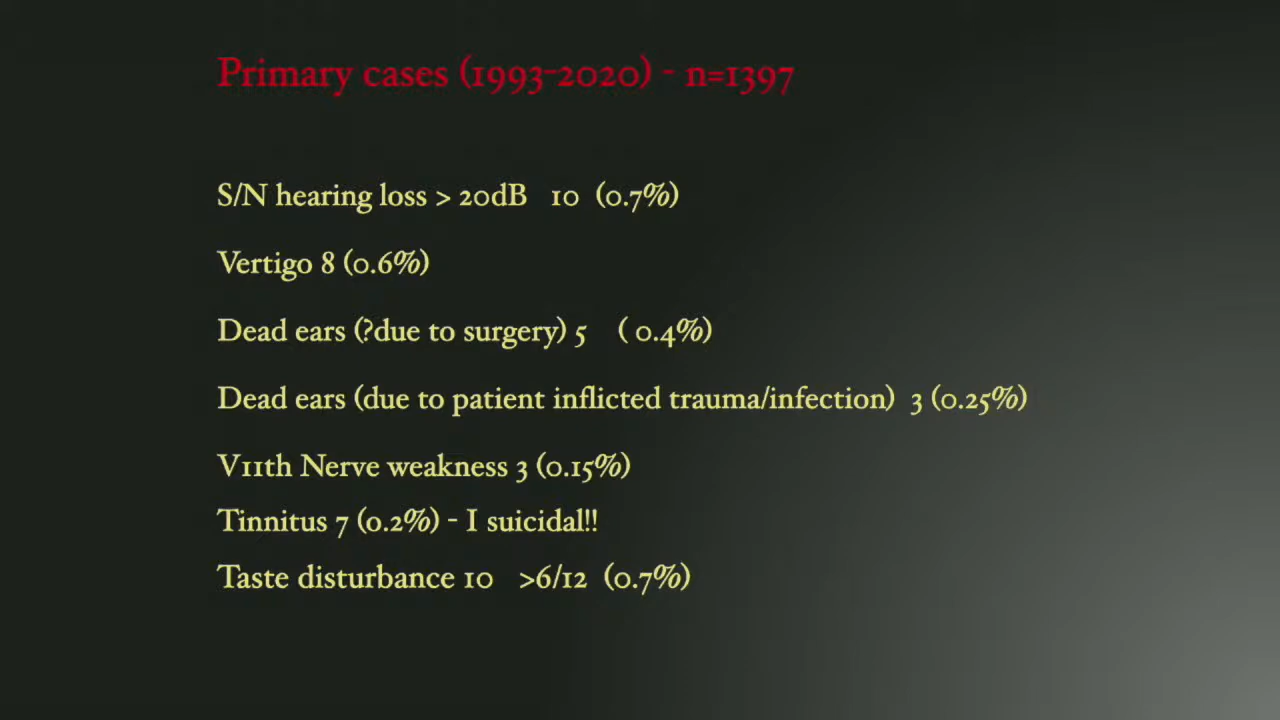 Primary cases (1993-2020) - n=1397
S/N hearing loss > 20dB 10 (0.7%)
Vertigo 8 (0.6%)
Dead ears (?due to surgery) 5 ( 0.4%)
Dead ears (due to patient inflicted trauma/infection) 3 (0.25%)
V11th Nerve weakness 3 (0.15%)
Tinnitus 7 (0.2%) - 1 suicidal!!
Taste disturbance 10 >6/12 (0.7%)